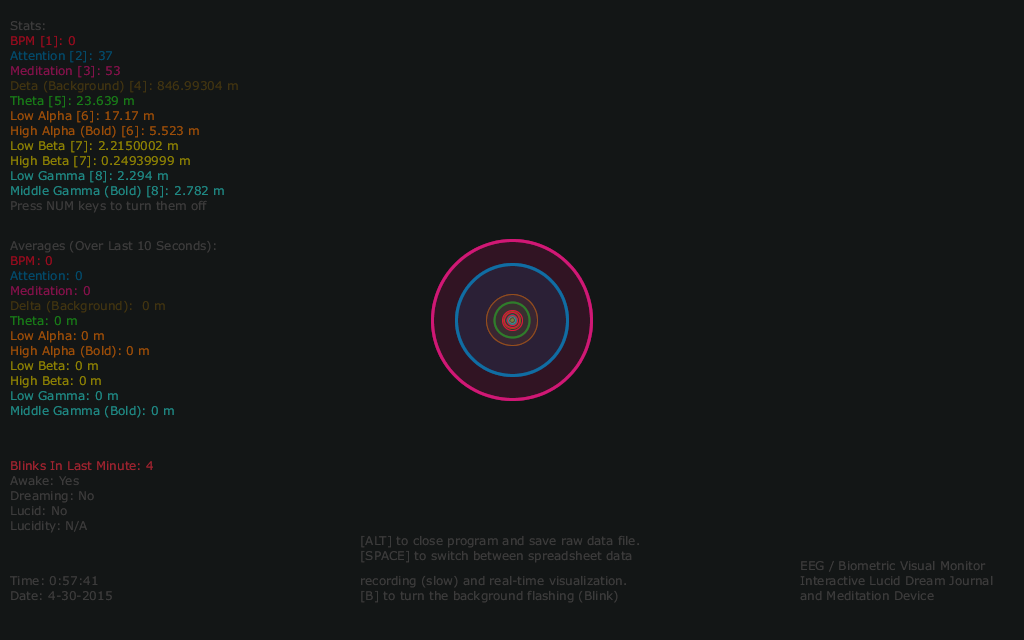 Stats:
BPM [1]: 0
Attention [2]: 37
Meditation [3]: 53
Deta (Background) [4]: 846.99304 m
Theta [5]: 23.639 m
Low Alpha [6]: 17.17 m
High Alpha (Bold) [6]: 5.523 m
Low Beta [7]: 2.2150002 m
High Beta [7]: 0.24939999 m
Low Gamma [8]: 2.294 m
Middle Gamma (Bold) [8]: 2.782 m
Press NUM keys to turn them off
Averages (Over Last 10 Seconds):
BPM: 0
Attention: 0
Meditation: 0
Delta (Background):  0 m
Theta: 0 m
Low Alpha: 0 m
High Alpha (Bold): 0 m
Low Beta: 0 m
High Beta: 0 m
Low Gamma: 0 m
Middle Gamma (Bold): 0 m
Blinks In Last Minute: 4
Awake: Yes
Dreaming: No
Lucid: No
Lucidity: N/A
Time: 0:57:41
Date: 4-30-2015
[ALT] to close program and save raw data file.
[SPACE] to switch between spreadsheet data
recording (slow) and real-time visualization.
[B] to turn the background flashing (Blink)
EEG / Biometric Visual Monitor
Interactive Lucid Dream Journal
and Meditation Device